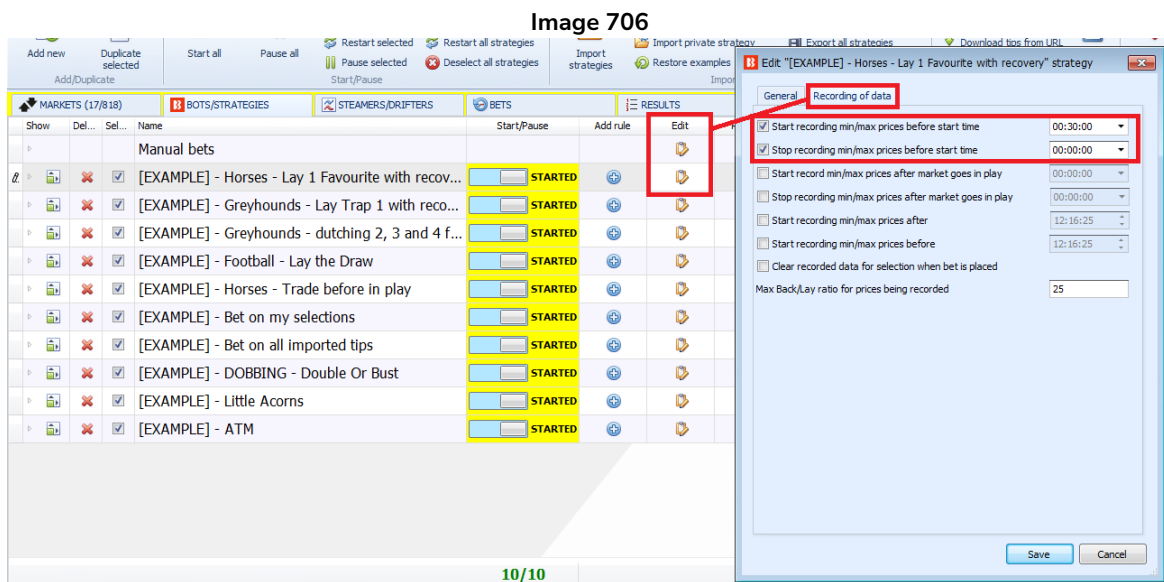 Image 706
Add new
Duplicate selected
Add/Duplicate
Start all
Pause all
Restart selected
Restart all strategies
Pause selected
Deselect all strategies
Start/Pause
Import strategies
Import private strategy
Restore examples
Impor
Export all strategies
Download tips from URL
MARKETS (17/818)
BOTS/STRATEGIES
STEAMERS/DRIFTERS
BETS
RESULTS
Show Del... Sel... Name Start/Pause Add rule Edit
Manual bets
[EXAMPLE] - Horses - Lay 1 Favourite with recov... STARTED
[EXAMPLE] - Greyhounds - Lay Trap 1 with reco... STARTED
[EXAMPLE] - Greyhounds - dutching 2, 3 and 4 f... STARTED
[EXAMPLE] - Football - Lay the Draw STARTED
[EXAMPLE] - Horses - Trade before in play STARTED
[EXAMPLE] - Bet on my selections STARTED
[EXAMPLE] - Bet on all imported tips STARTED
[EXAMPLE] - DOBBING - Double Or Bust STARTED
[EXAMPLE] - Little Acorns STARTED
[EXAMPLE] - ATM STARTED
10/10
Edit "[EXAMPLE] - Horses - Lay 1 Favourite with recovery" strategy
General Recording of data
Start recording min/max prices before start time 00:30:00
Stop recording min/max prices before start time 00:00:00
Start record min/max prices after market goes in play 00:00:00
Stop recording min/max prices after market goes in play 00:00:00
Start recording min/max prices after 12:16:25
Start recording min/max prices before 12:16:25
Clear recorded data for selection when bet is placed
Max Back/Lay ratio for prices being recorded 25
Save Cancel